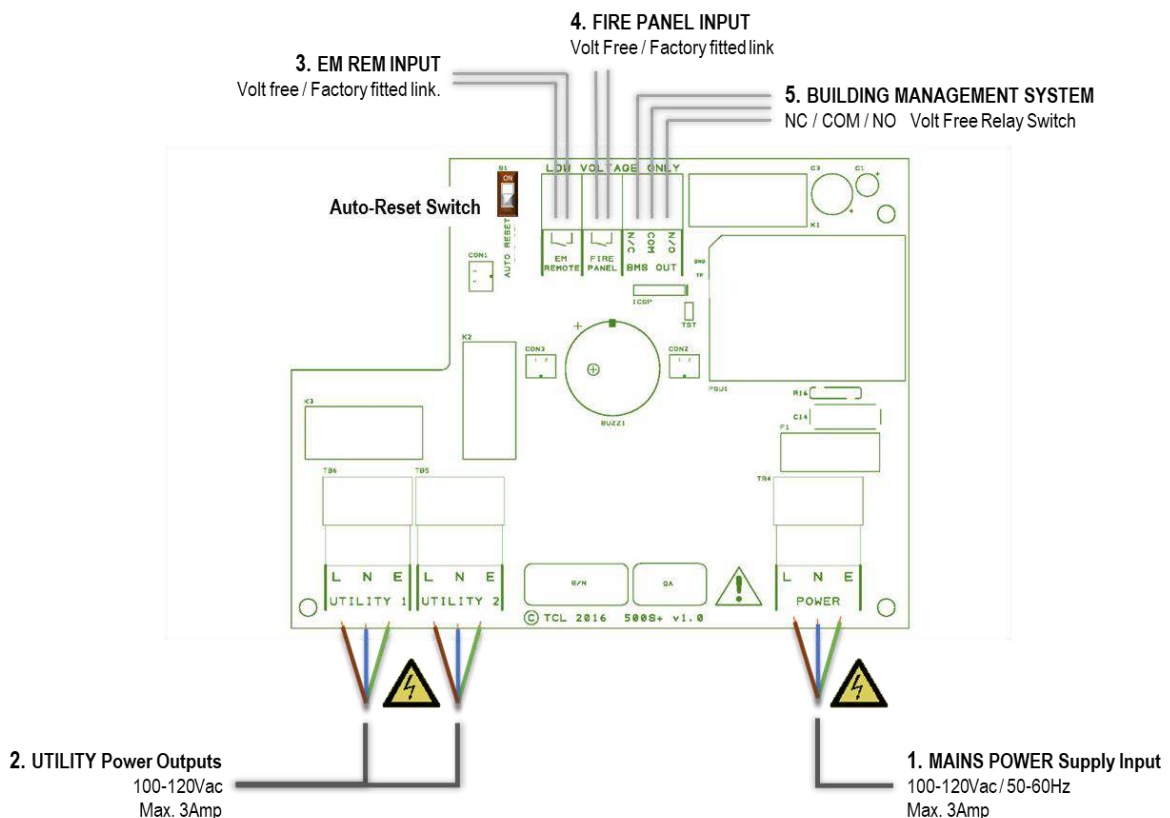 4. FIRE PANEL INPUT
Volt Free / Factory fitted link
3. EM REM INPUT
Volt free / Factory fitted link.
5. BUILDING MANAGEMENT SYSTEM
NC / COM / NO Volt Free Relay Switch
LOW VOLTAGE ONLY
S1
ON
AUTO RESET
Auto-Reset Switch
C3
C1
K1
EM
REMOTE
FIRE
PANEL
N/C
COM
N/O
BMS OUT
CON1
ICSP
TST
K2
CON3
1 2
CON2
1 2
PSU1
R16
C14
F1
K3
BUZZ1
TB6
TB5
TB4
L N E
UTILITY 1
L N E
UTILITY 2
S/N
QA
L N E
POWER
© TCL 2016 500S+ v1.0
2. UTILITY Power Outputs
100-120Vac
Max. 3Amp
1. MAINS POWER Supply Input
100-120Vac / 50-60Hz
Max. 3Amp